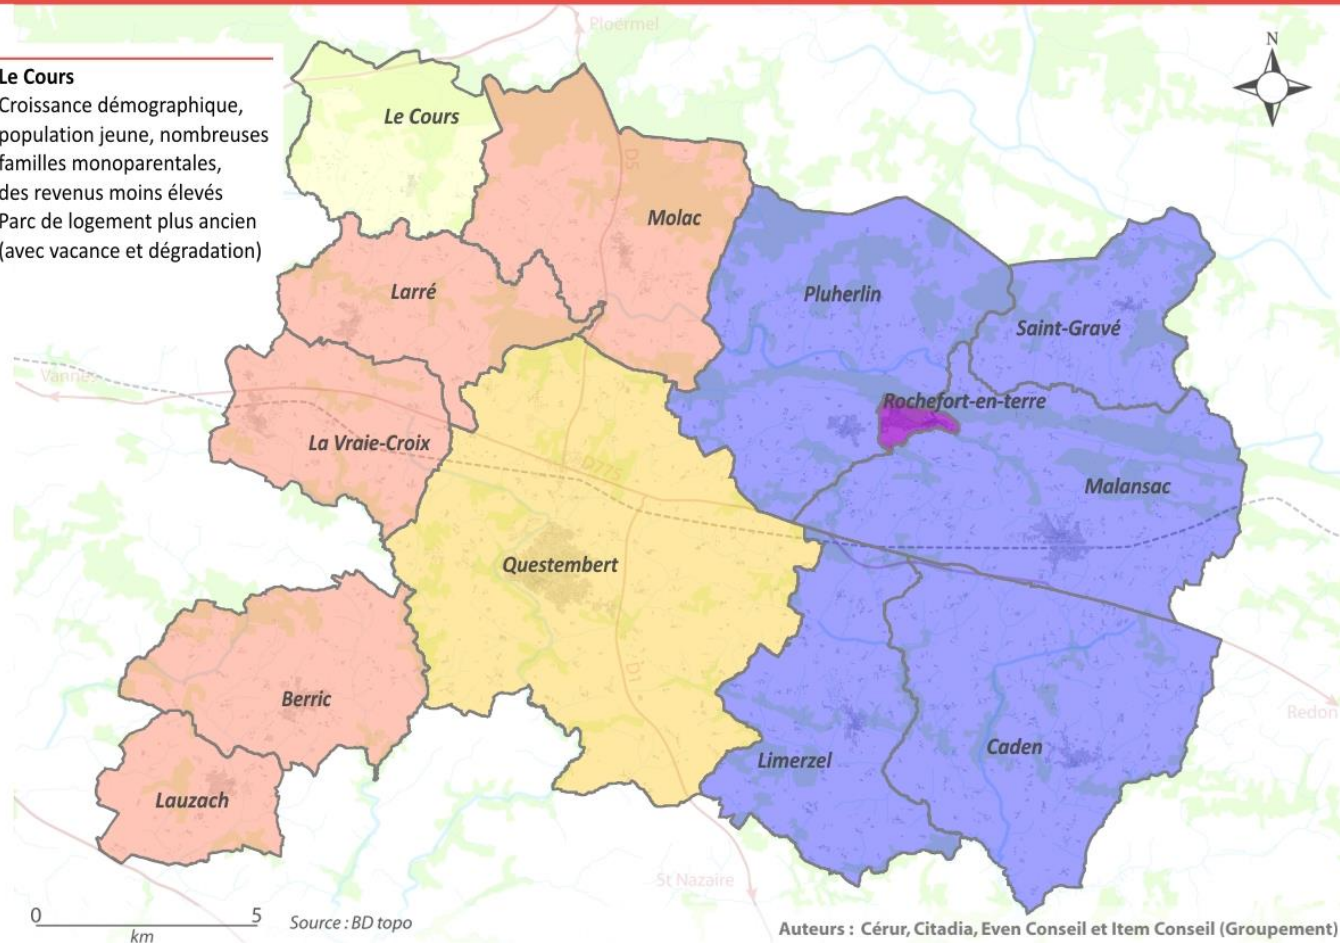 Ploërmel
N
Le Cours
Croissance démographique,
population jeune, nombreuses
familles monoparentales,
des revenus moins élevés
Parc de logement plus ancien
(avec vacance et dégradation)
Le Cours
D5
Molac
Larré
Pluherlin
Saint-Gravé
Vannes
Rochefort-en-terre
La Vraie-Croix
D775
Malansac
Questembert
D1
Berric
Redon
Limerzel
Caden
Lauzach
St Nazaire
0 5
km
Source : BD topo
Auteurs : Cérur, Citadia, Even Conseil et Item Conseil (Groupement)